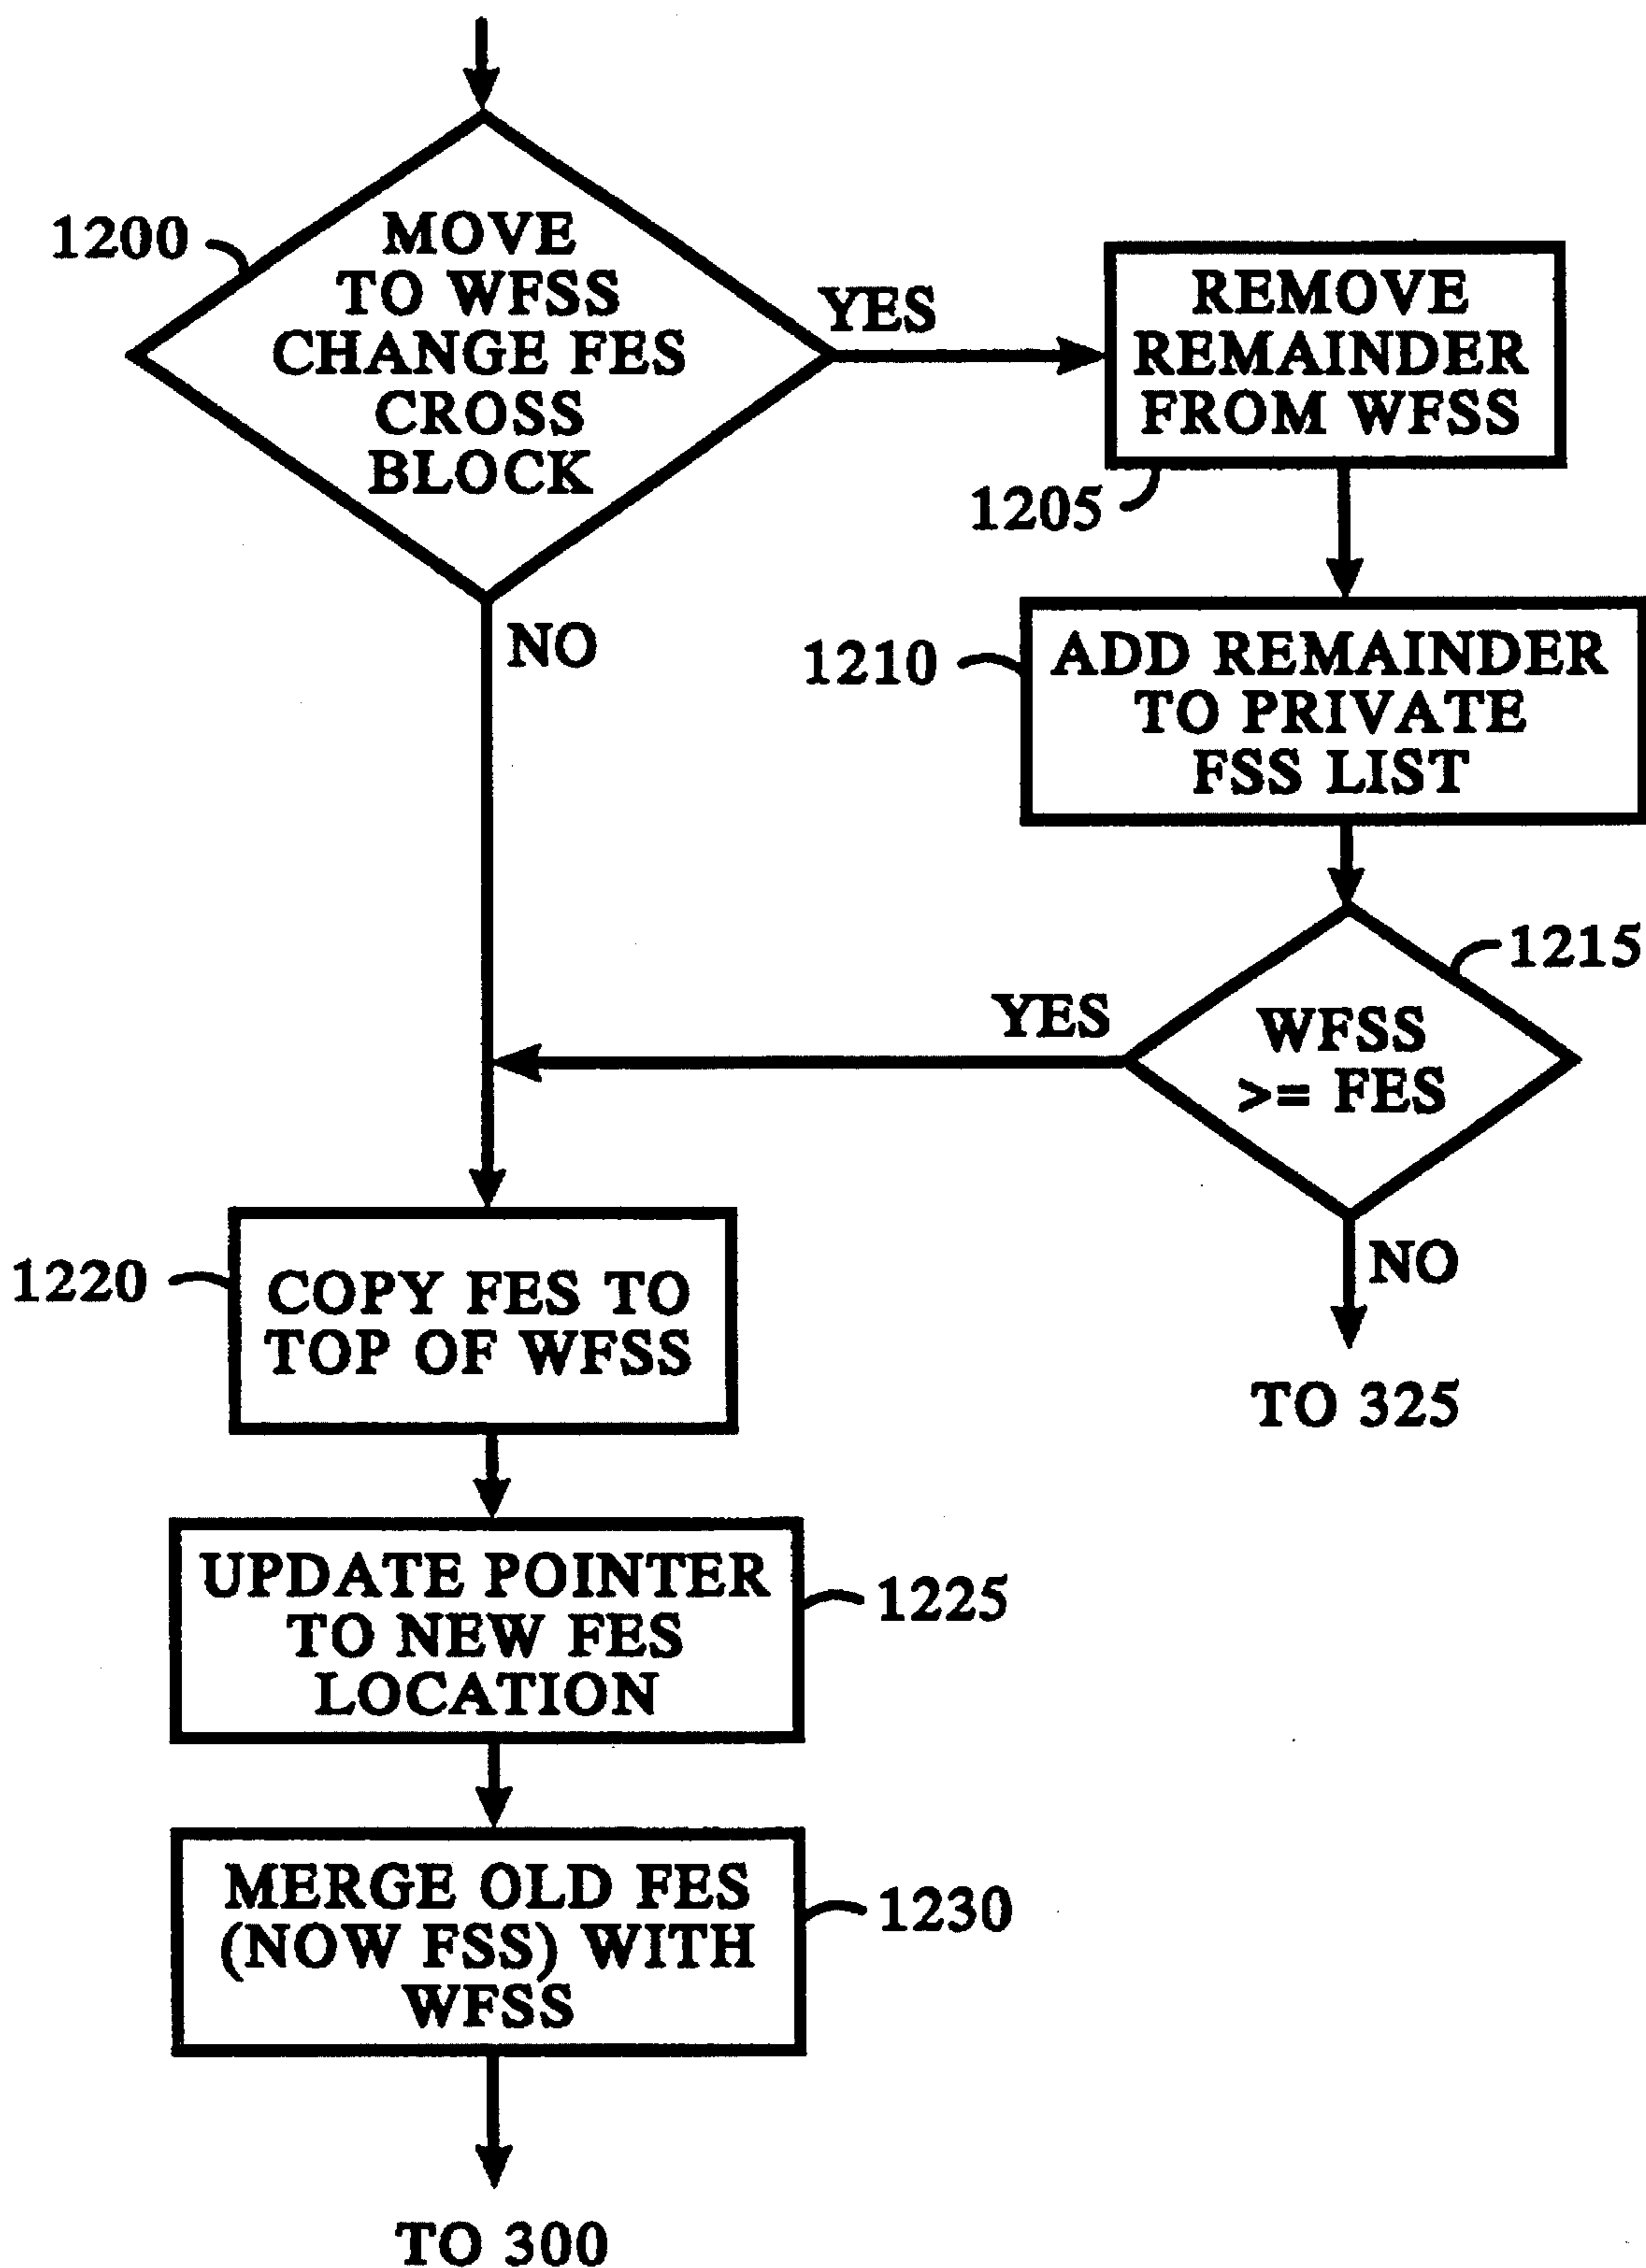 1200
MOVE
TO WFSS
CHANGE FES
CROSS
BLOCK
YES
NO
REMOVE
REMAINDER
FROM WFSS
1205
1210
ADD REMAINDER
TO PRIVATE
FSS LIST
1215
WFSS
>= FES
YES
NO
TO 325
1220
COPY FES TO
TOP OF WFSS
UPDATE POINTER
TO NEW FES
LOCATION
1225
MERGE OLD FES
(NOW FSS) WITH
WFSS
1230
TO 300